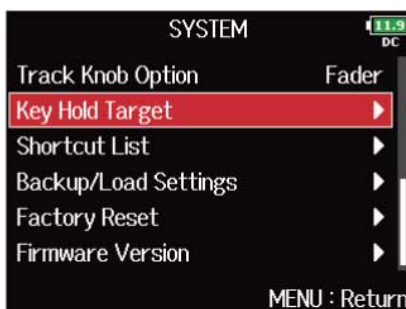 SYSTEM
11.9
DC
Track Knob Option Fader
Key Hold Target
Shortcut List
Backup/Load Settings
Factory Reset
Firmware Version
MENU : Return